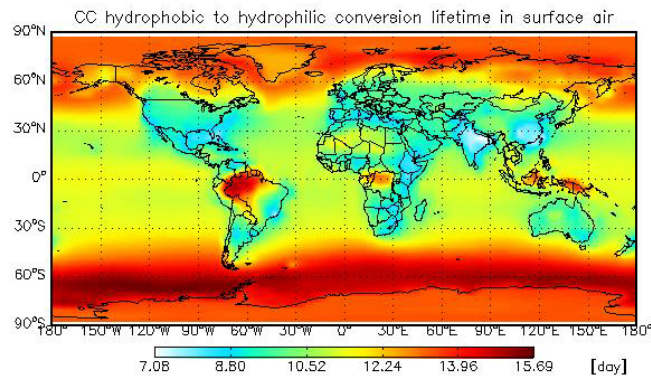 CC hydrophobic to hydrophilic conversion lifetime in surface air
90°N
60°N
30°N
0°
30°S
60°S
90°S
180° 150°W 120°W 90°W 60°W 30°W 0° 30°E 60°E 90°E 120°E 150°E 180°
7.08 8.80 10.52 12.24 13.96 15.69 [day]